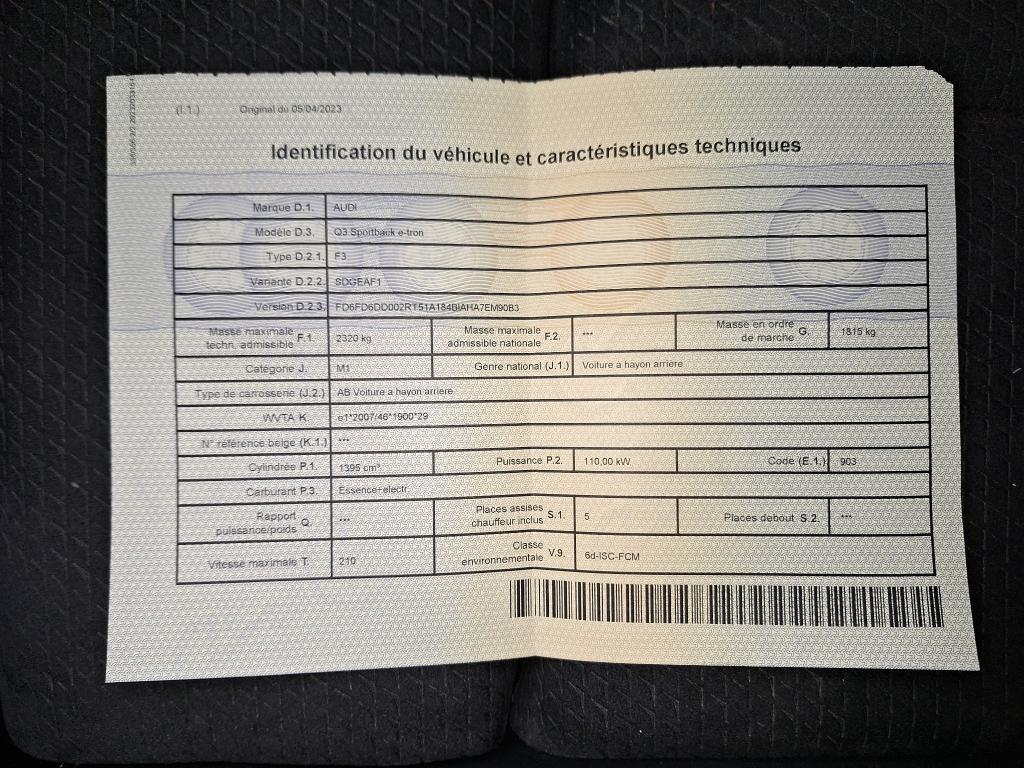 (I.1.) Original du 05/04/2023
Identification du véhicule et caractéristiques techniques
Marque D.1. AUDI
Modèle D.3. Q3 Sportback e-tron
Type D.2.1. F3
Variante D.2.2. SDGEAF1
Version D.2.3. FD6FD6DD002RT51A184BIAHA7EM90B3
Masse maximale techn. admissible F.1. 2320 kg Masse maximale admissible nationale F.2. *** Masse en ordre de marche G. 1815 kg
Catégorie J. M1 Genre national (J.1.) Voiture a hayon arriere
Type de carrosserie (J.2.) AB Voiture a hayon arriere
WVTA K. e1*2007/46*1900*29
N° référence belge (K.1.) ***
Cylindrée P.1. 1395 cm³ Puissance P.2. 110,00 kW Code (E.1.) 903
Carburant P.3. Essence+electr.
Rapport puissance/poids Q. *** Places assises chauffeur inclus S.1. 5 Places debout S.2. ***
Vitesse maximale T. 210 Classe environnementale V.9. 6d-ISC-FCM